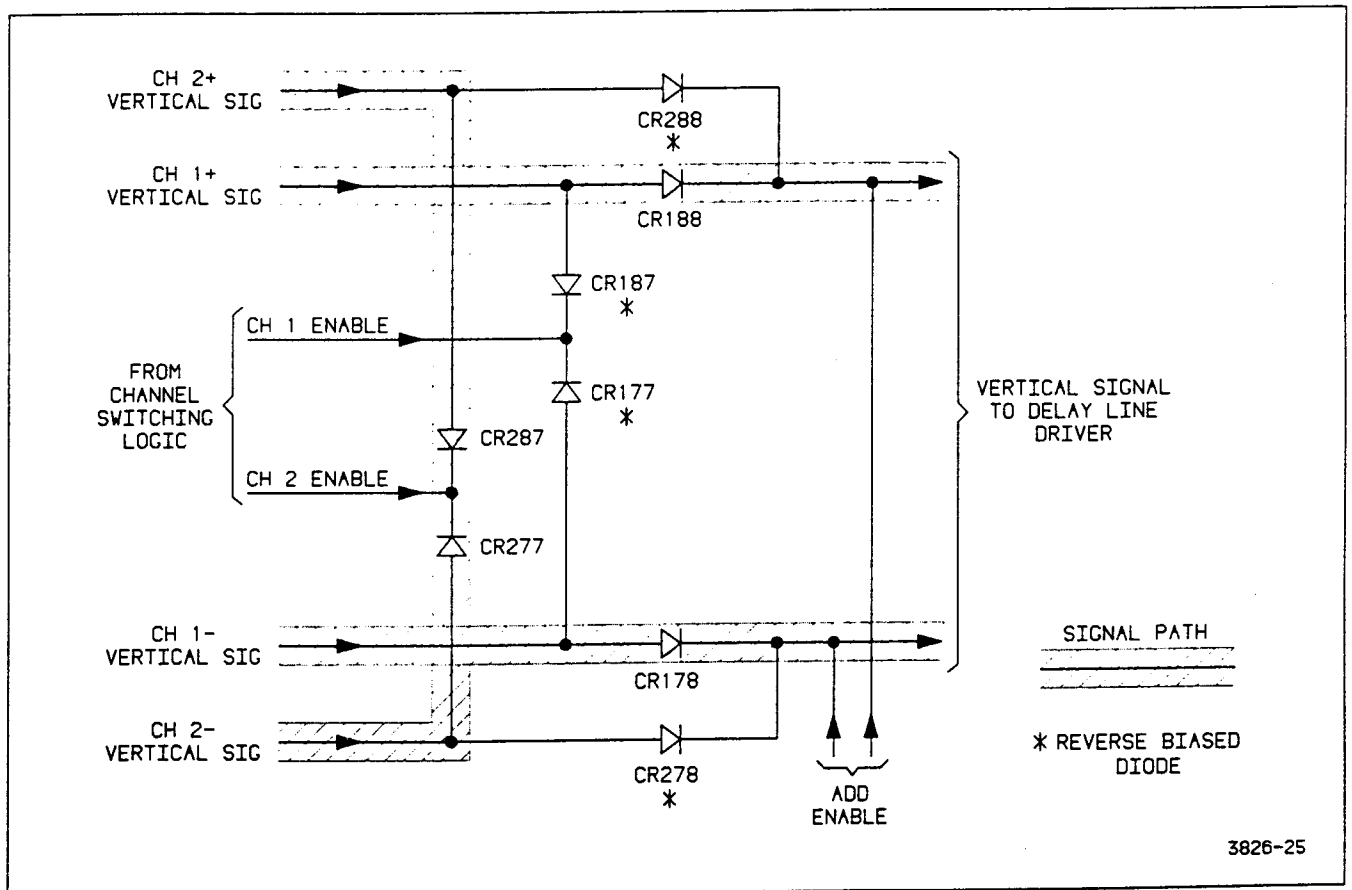 CH 2+
VERTICAL SIG
CR288
*
CH 1+
VERTICAL SIG
CR188
CR187
*
CH 1 ENABLE
FROM
CHANNEL
SWITCHING
LOGIC
CR177
*
VERTICAL SIGNAL
TO DELAY LINE
DRIVER
CR287
CH 2 ENABLE
CR277
CH 1-
VERTICAL SIG
CR178
SIGNAL PATH
CH 2-
VERTICAL SIG
CR278
*
ADD
ENABLE
* REVERSE BIASED
DIODE
3826-25